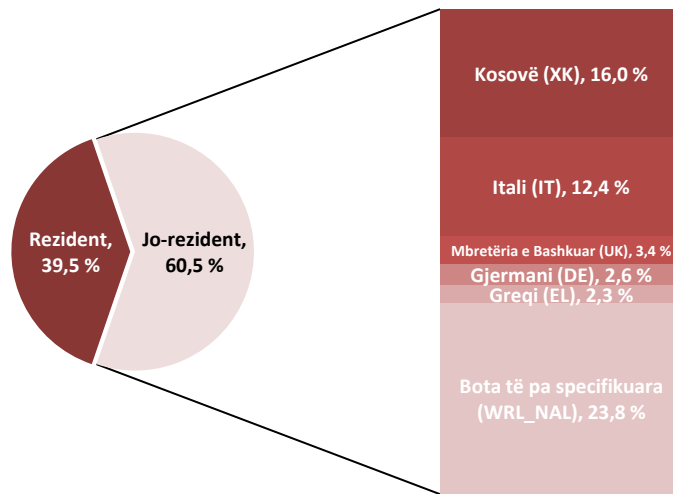 Rezident,
39,5 %
Jo-rezident,
60,5 %
Kosovë (XK), 16,0 %
Itali (IT), 12,4 %
Mbretëria e Bashkuar (UK), 3,4 %
Gjermani (DE), 2,6 %
Greqi (EL), 2,3 %
Bota të pa specifikuara
(WRL_NAL), 23,8 %